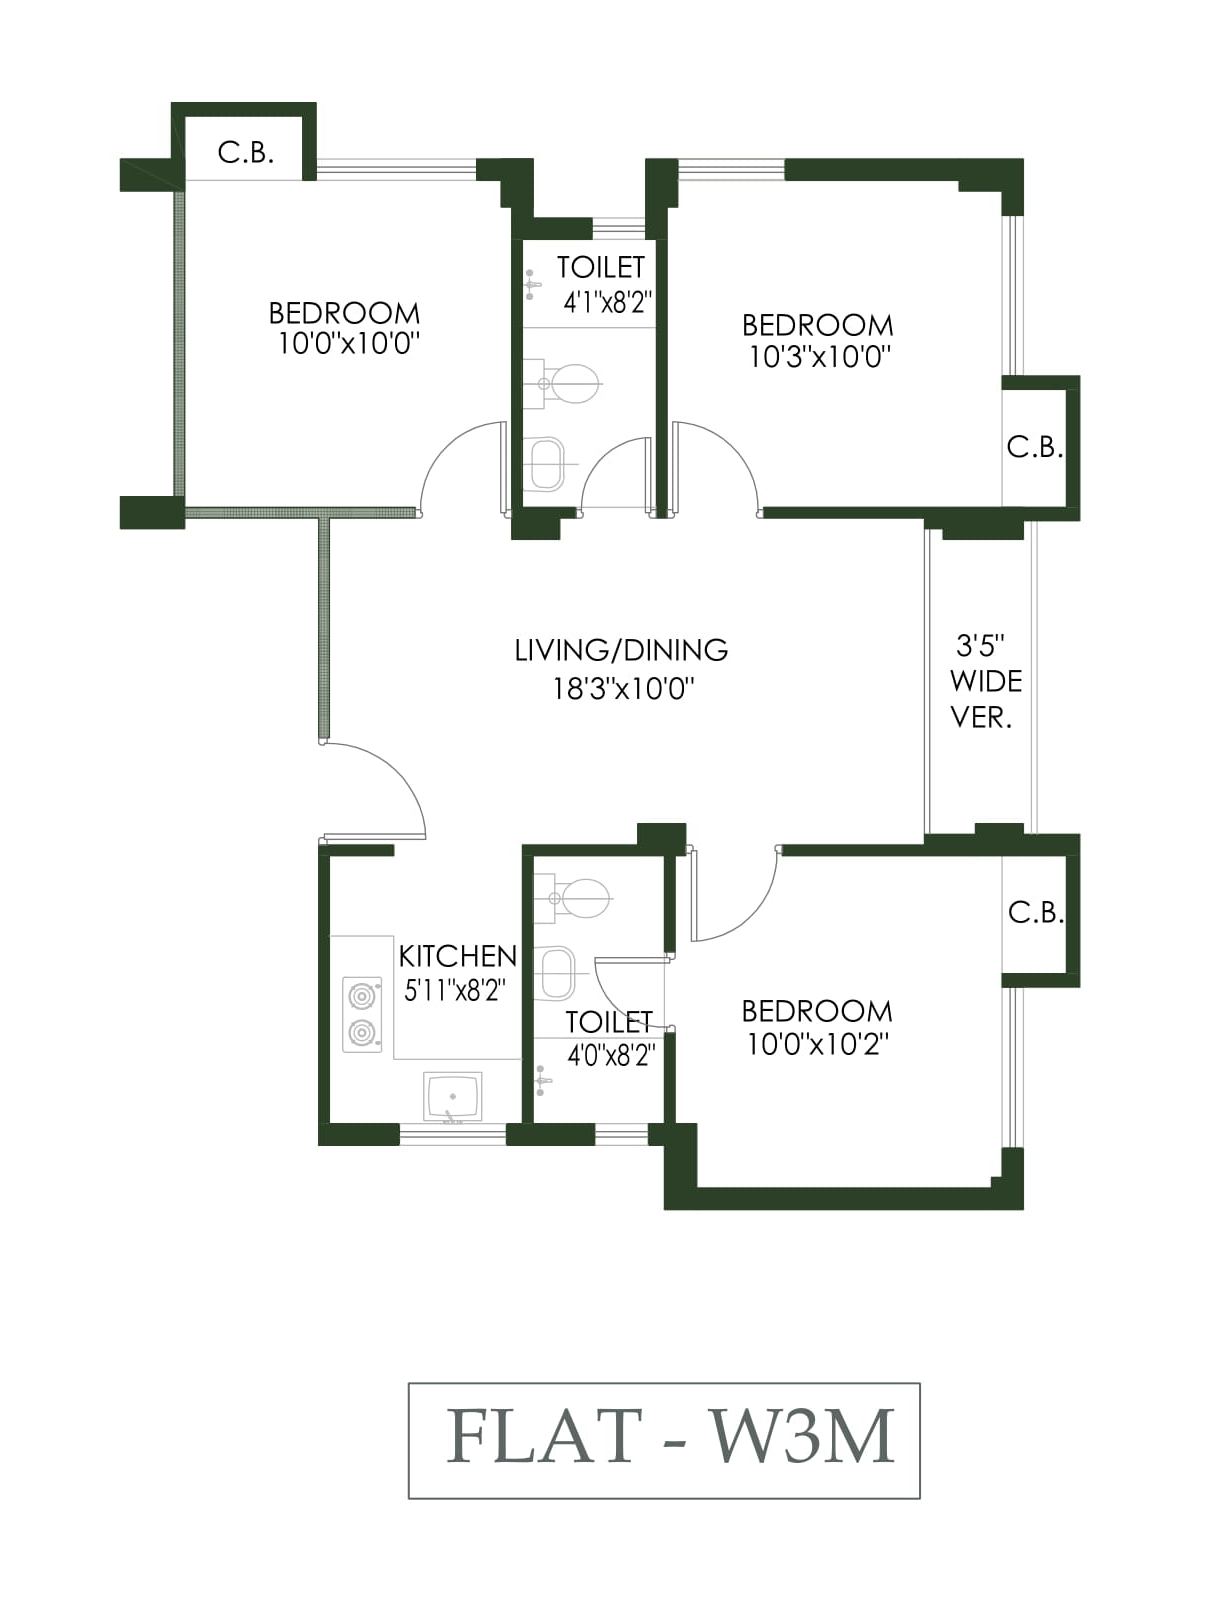 C.B.
BEDROOM
10'0"x10'0"
TOILET
4'1"x8'2"
BEDROOM
10'3"x10'0"
C.B.
LIVING/DINING
18'3"x10'0"
3'5"
WIDE
VER.
KITCHEN
5'11"x8'2"
TOILET
4'0"x8'2"
BEDROOM
10'0"x10'2"
C.B.
FLAT - W3M